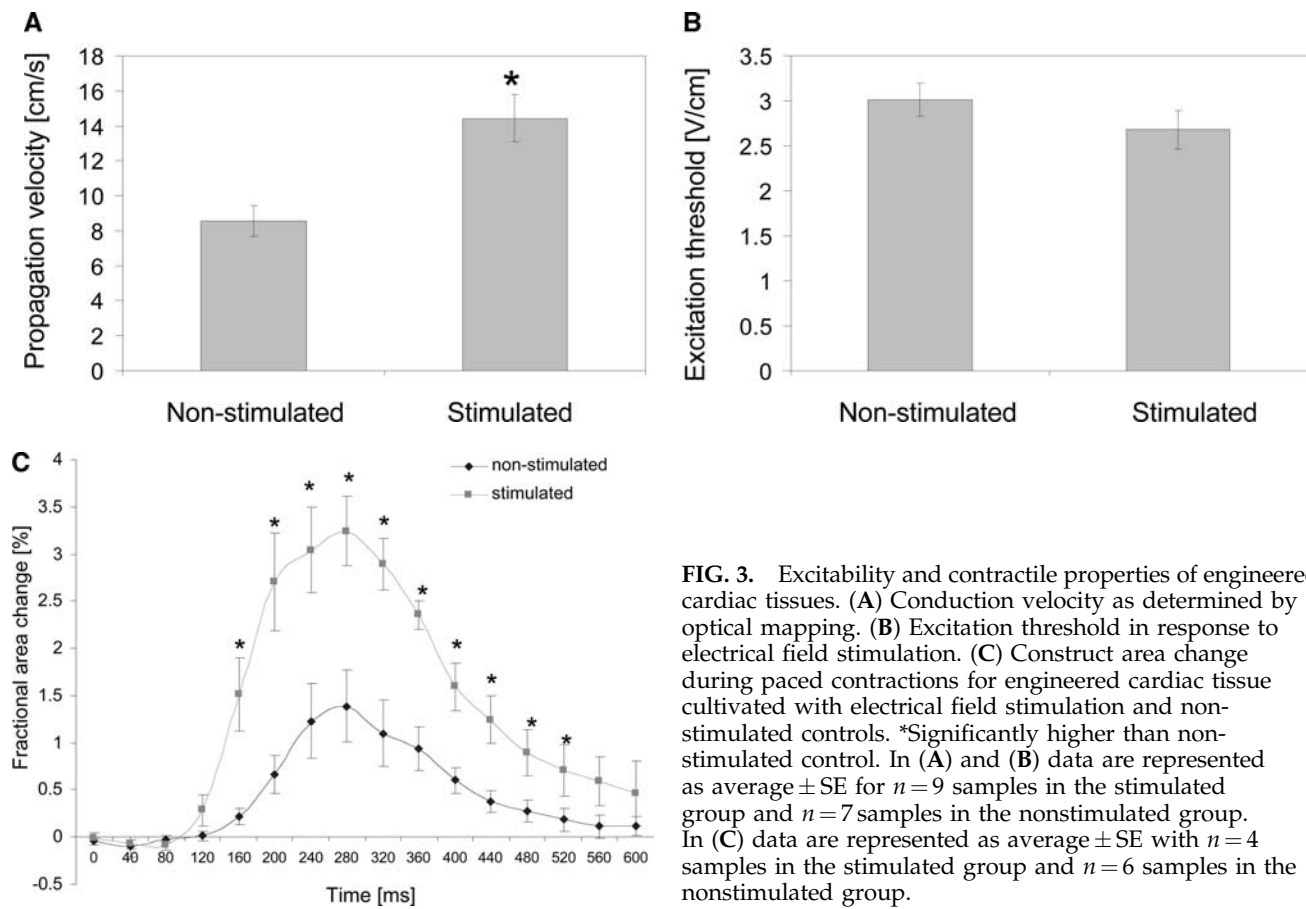 A
Propagation velocity [cm/s]
18
16
14
12
10
8
6
4
2
0
*
Non-stimulated
Stimulated
B
Excitation threshold [V/cm]
3.5
3
2.5
2
1.5
1
0.5
0
Non-stimulated
Stimulated
C
Fractional area change [%]
4
3.5
3
2.5
2
1.5
1
0.5
0
-0.5
non-stimulated
stimulated
* * * * * * * * * *
0 40 80 120 160 200 240 280 320 360 400 440 480 520 560 600
Time [ms]
FIG. 3. Excitability and contractile properties of engineered
cardiac tissues. (A) Conduction velocity as determined by
optical mapping. (B) Excitation threshold in response to
electrical field stimulation. (C) Construct area change
during paced contractions for engineered cardiac tissue
cultivated with electrical field stimulation and non-
stimulated controls. *Significantly higher than non-
stimulated control. In (A) and (B) data are represented
as average ± SE for n = 9 samples in the stimulated
group and n = 7 samples in the nonstimulated group.
In (C) data are represented as average ± SE with n = 4
samples in the stimulated group and n = 6 samples in the
nonstimulated group.